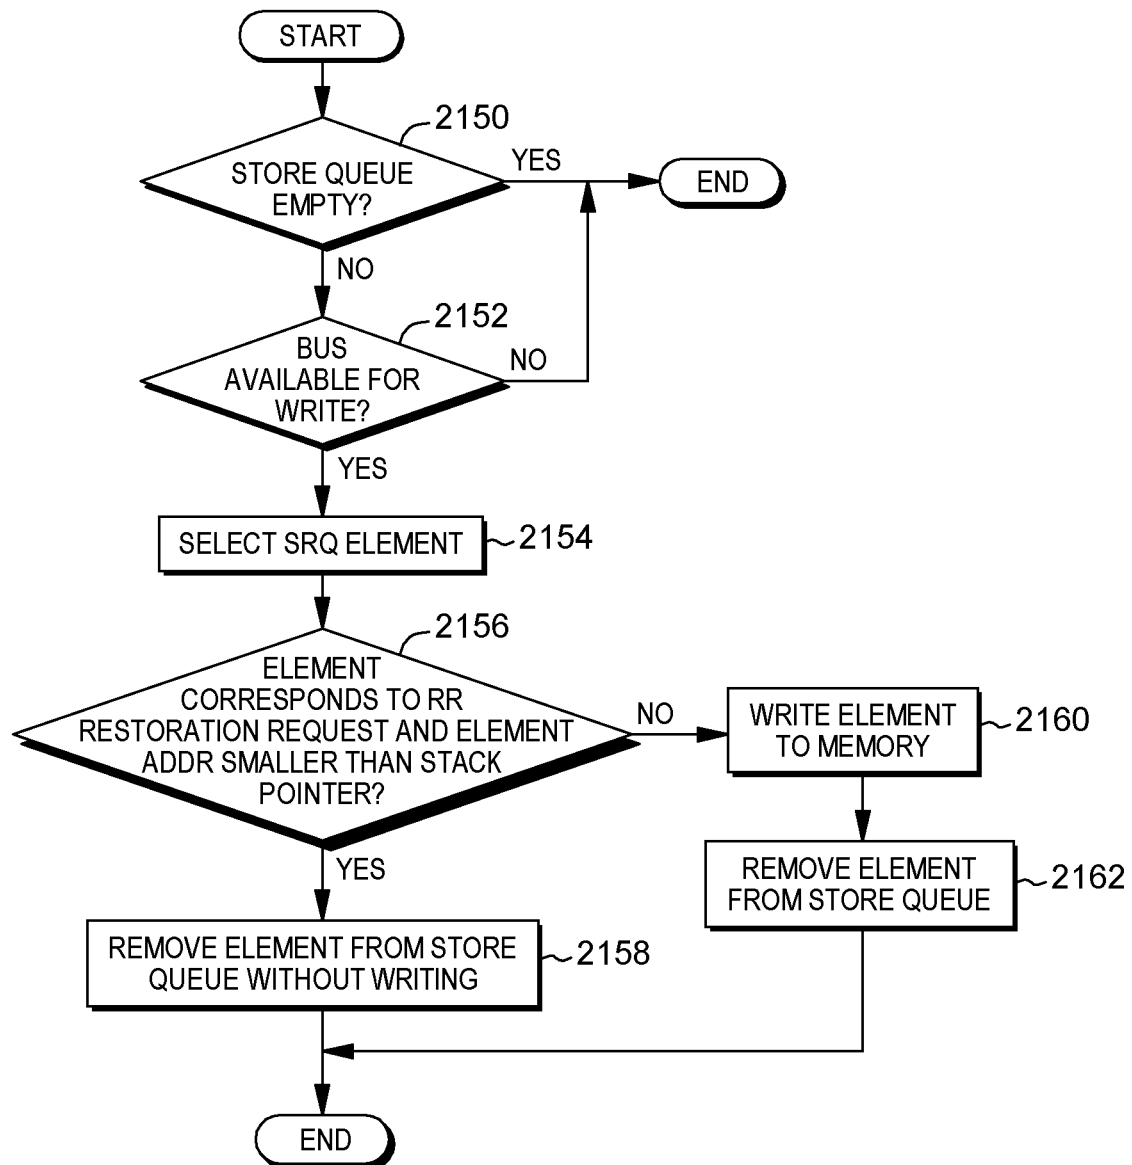 START
2150
STORE QUEUE
EMPTY?
YES
END
NO
2152
BUS
AVAILABLE FOR
WRITE?
NO
YES
SELECT SRQ ELEMENT
2154
2156
ELEMENT
CORRESPONDS TO RR
RESTORATION REQUEST AND ELEMENT
ADDR SMALLER THAN STACK
POINTER?
NO
WRITE ELEMENT
TO MEMORY
2160
YES
REMOVE ELEMENT
FROM STORE QUEUE
2162
REMOVE ELEMENT FROM STORE
QUEUE WITHOUT WRITING
2158
END